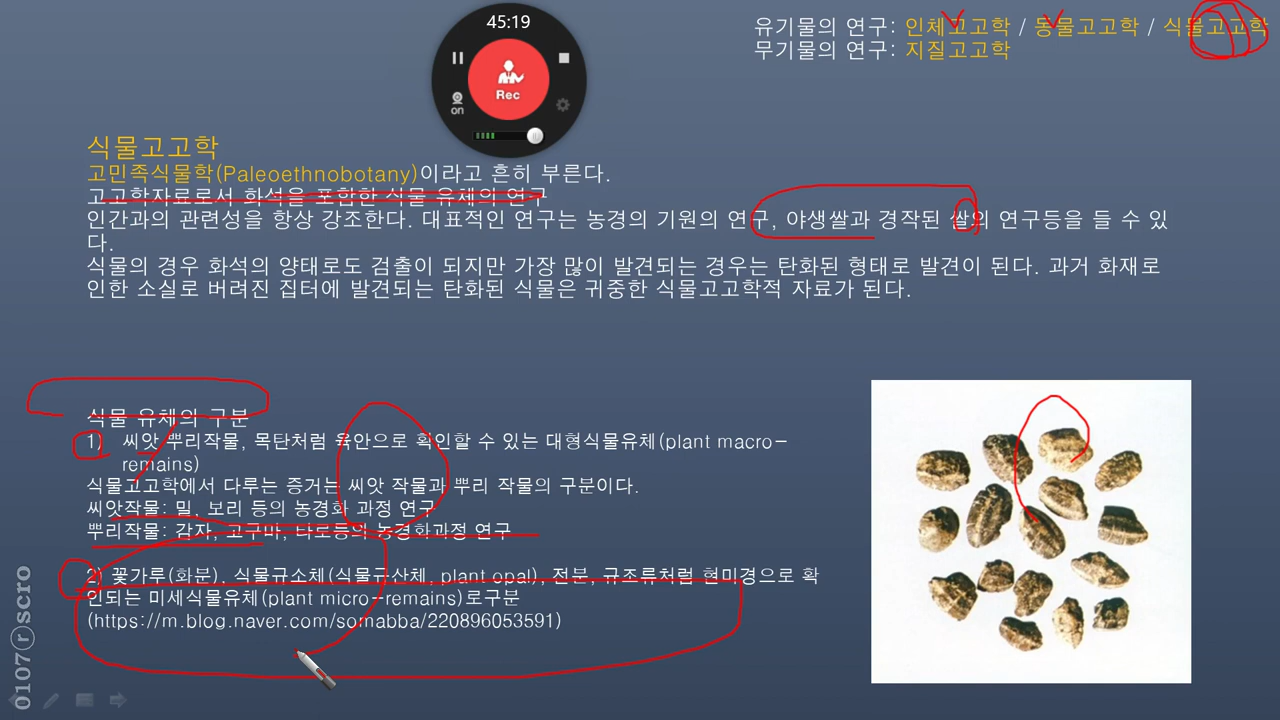 45:19
Rec
on
유기물의 연구: 인체고고학 / 동물고고학 / 식물고고학
무기물의 연구: 지질고고학
식물고고학
고민족식물학(Paleoethnobotany)이라고 흔히 부른다.
고고학자료로서 화석을 포함한 식물 유체의 연구
인간과의 관련성을 항상 강조한다. 대표적인 연구는 농경의 기원의 연구, 야생쌀과 경작된 쌀의 연구등을 들 수 있
다.
식물의 경우 화석의 양태로도 검출이 되지만 가장 많이 발견되는 경우는 탄화된 형태로 발견이 된다. 과거 화재로
인한 소실로 버려진 집터에 발견되는 탄화된 식물은 귀중한 식물고고학적 자료가 된다.
식물 유체의 구분
1) 씨앗 뿌리작물, 목탄처럼 육안으로 확인할 수 있는 대형식물유체(plant macro-
remains)
식물고고학에서 다루는 증거는 씨앗 작물과 뿌리 작물의 구분이다.
씨앗작물: 밀, 보리 등의 농경화 과정 연구
뿌리작물: 감자, 고구마, 타로등의 농경화과정 연구
2) 꽃가루(화분), 식물규소체(식물규산체, plant opal), 전분, 규조류처럼 현미경으로 확
인되는 미세식물유체(plant micro-remains)로구분
(https://m.blog.naver.com/somabba/220896053591)
0107ⓡscro